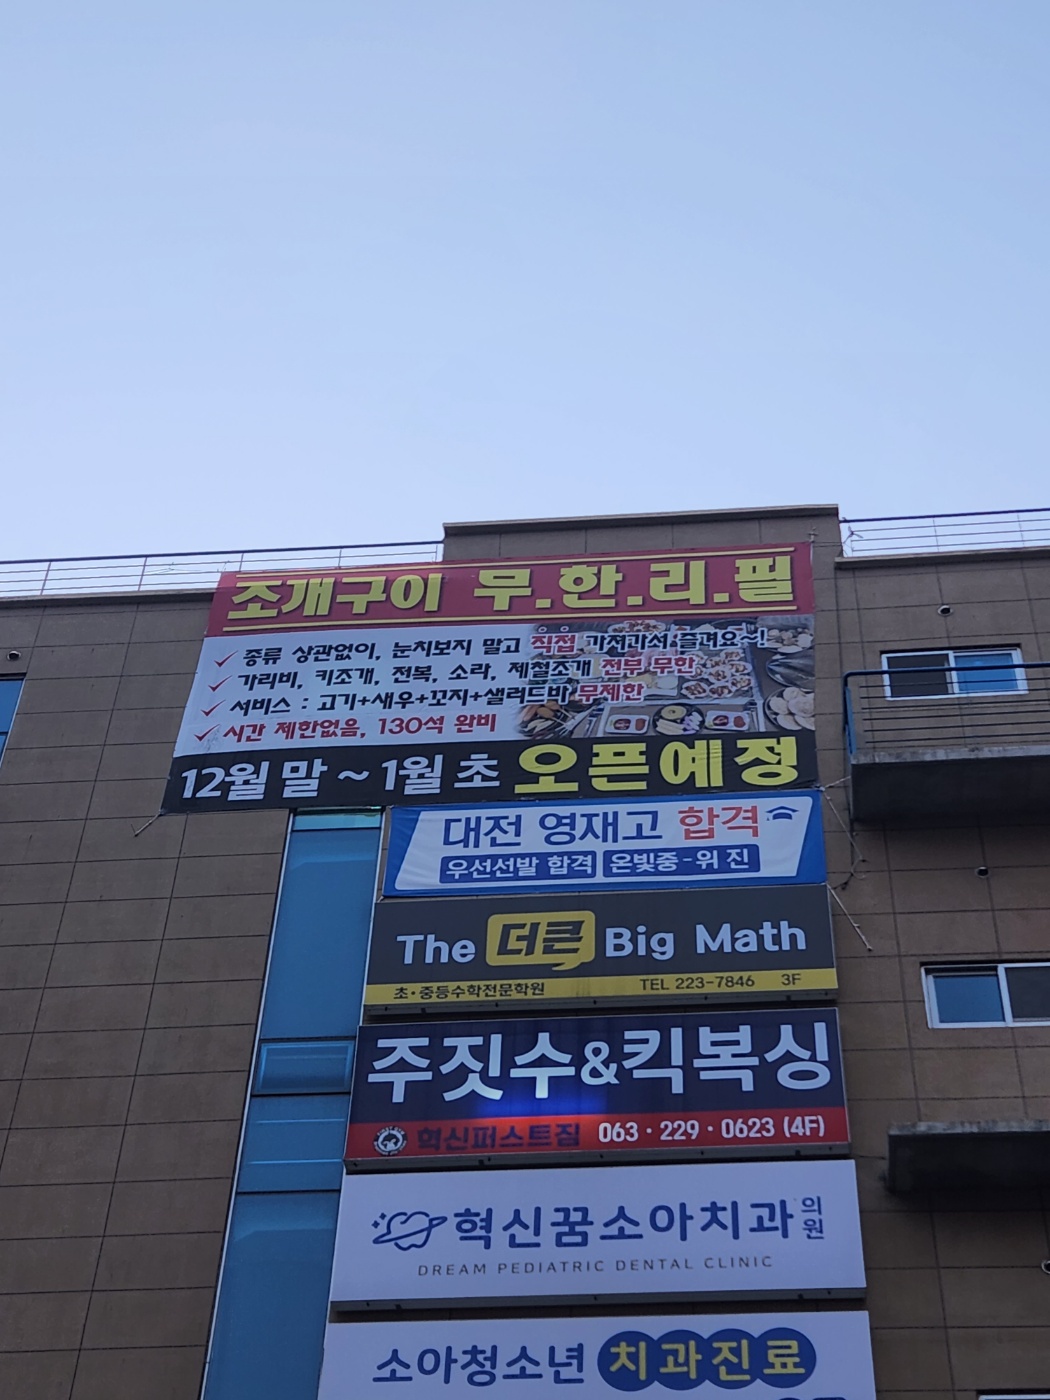 조개구이 무.한.리.필
종류 상관없이, 눈치보지 말고 직접 가져가서 즐겨요~!
가리비, 키조개, 전복, 소라, 제철조개 전부 무한
서비스 : 고기+새우+꼬지+샐러드바 무제한
시간 제한없음, 130석 완비
12월 말 ~ 1월 초 오픈예정
대전 영재고 합격
우선선발 합격 온빛중-위 진
The 더큰 Big Math
초·중등수학전문학원 TEL 223-7846 3F
주짓수&킥복싱
혁신퍼스트짐 063·229·0623 (4F)
혁신꿈소아치과의원
DREAM PEDIATRIC DENTAL CLINIC
소아청소년 치과진료